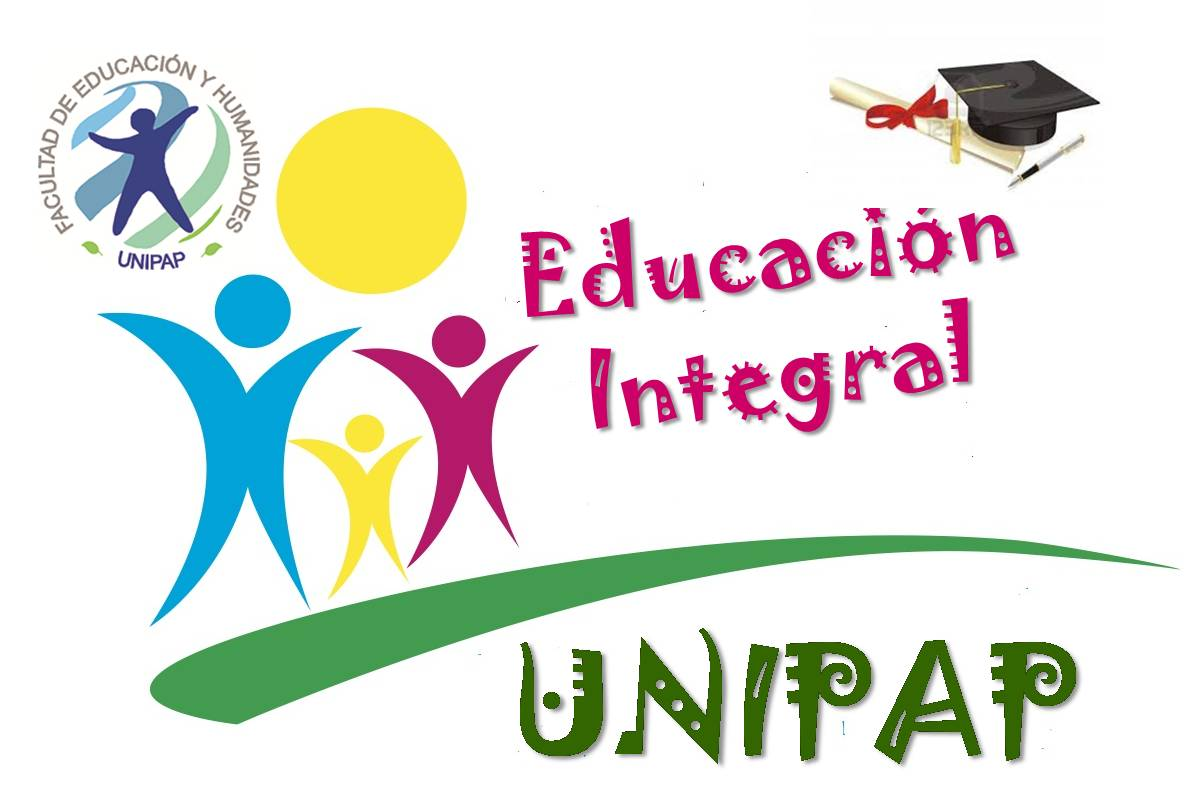 FACULTAD DE EDUCACIÓN Y HUMANIDADES
UNIPAP
Educación
Integral
UNIPAP